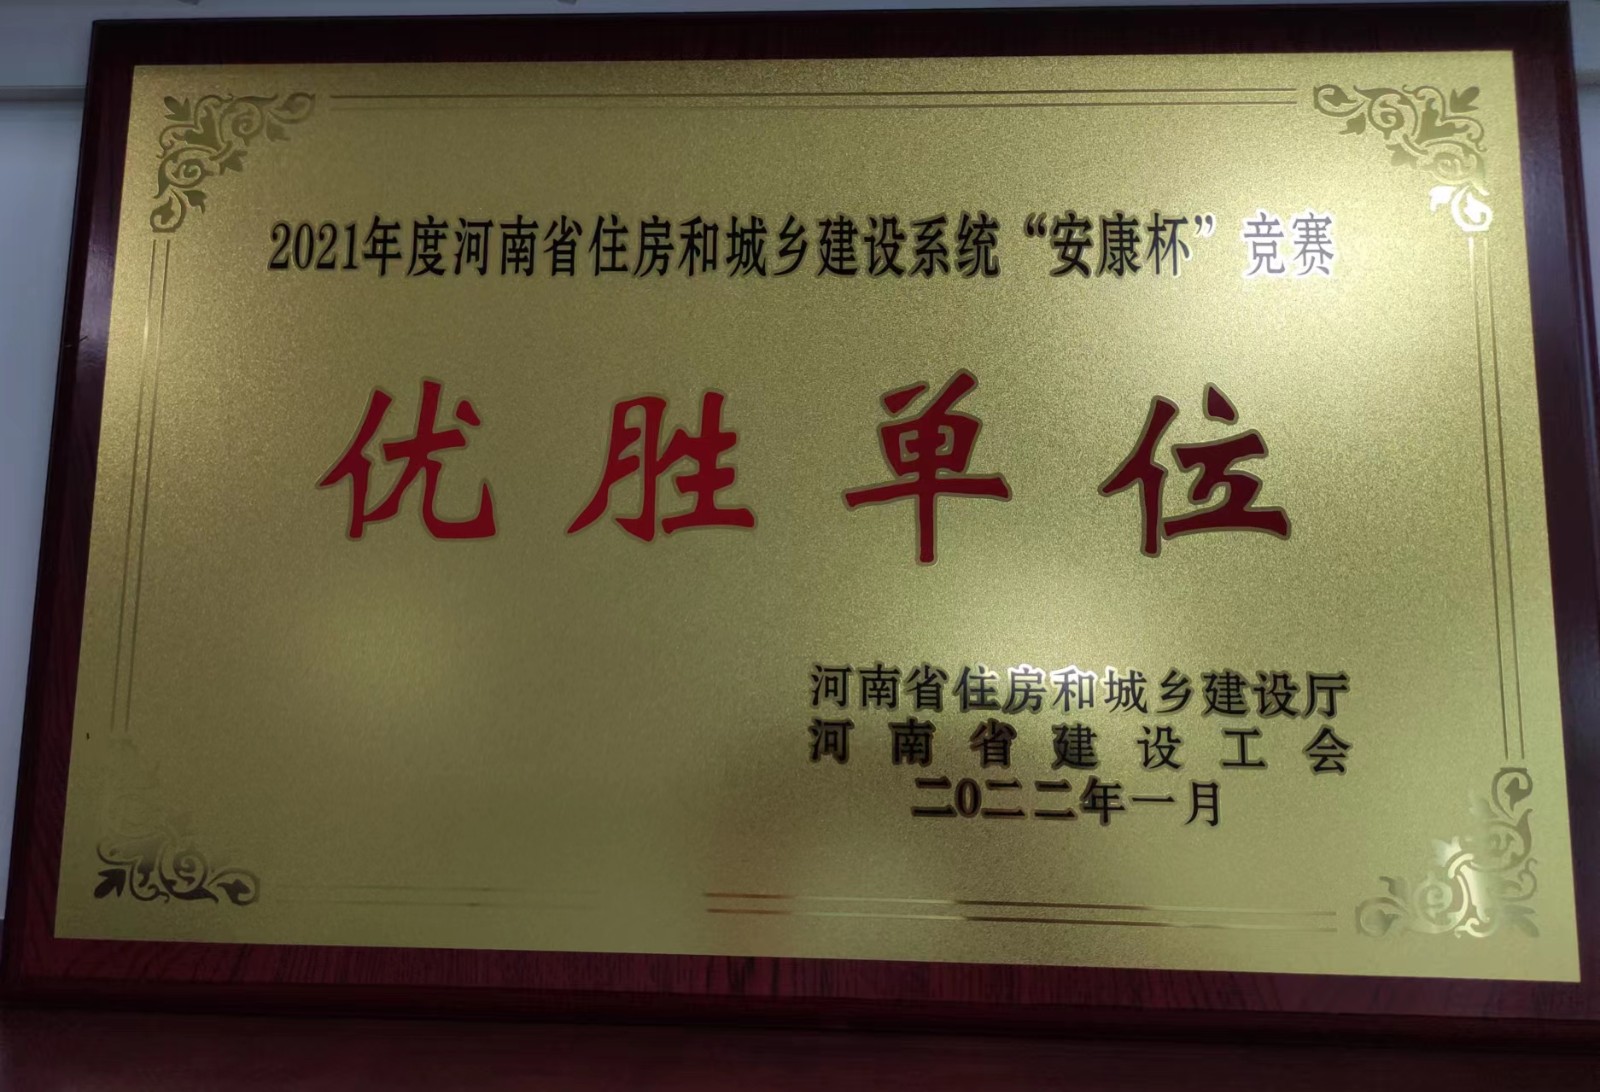 2021年度河南省住房和城乡建设系统“安康杯”竞赛
优胜单位
河南省住房和城乡建设厅
河南省建设工会
二0二二年一月